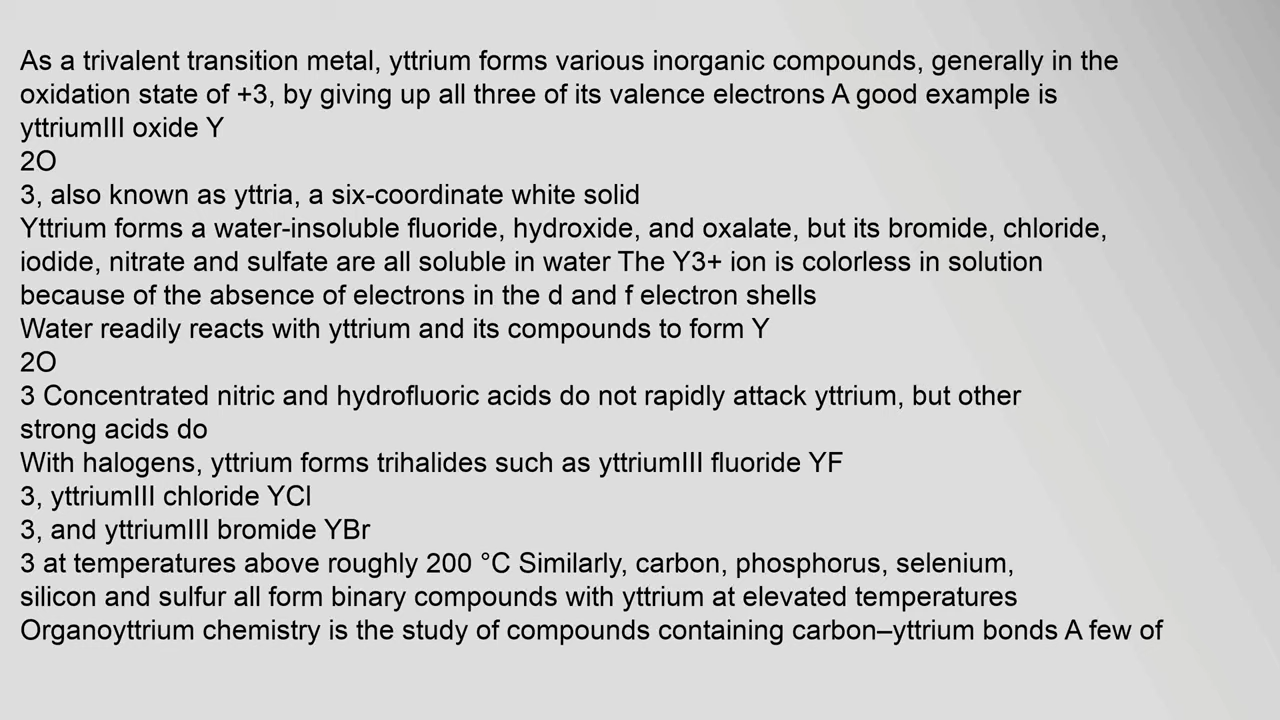 As a trivalent transition metal, yttrium forms various inorganic compounds, generally in the
oxidation state of +3, by giving up all three of its valence electrons A good example is
yttriumIII oxide Y
2O
3, also known as yttria, a six-coordinate white solid
Yttrium forms a water-insoluble fluoride, hydroxide, and oxalate, but its bromide, chloride,
iodide, nitrate and sulfate are all soluble in water The Y3+ ion is colorless in solution
because of the absence of electrons in the d and f electron shells
Water readily reacts with yttrium and its compounds to form Y
2O
3 Concentrated nitric and hydrofluoric acids do not rapidly attack yttrium, but other
strong acids do
With halogens, yttrium forms trihalides such as yttriumIII fluoride YF
3, yttriumIII chloride YCl
3, and yttriumIII bromide YBr
3 at temperatures above roughly 200 °C Similarly, carbon, phosphorus, selenium,
silicon and sulfur all form binary compounds with yttrium at elevated temperatures
Organoyttrium chemistry is the study of compounds containing carbon–yttrium bonds A few of